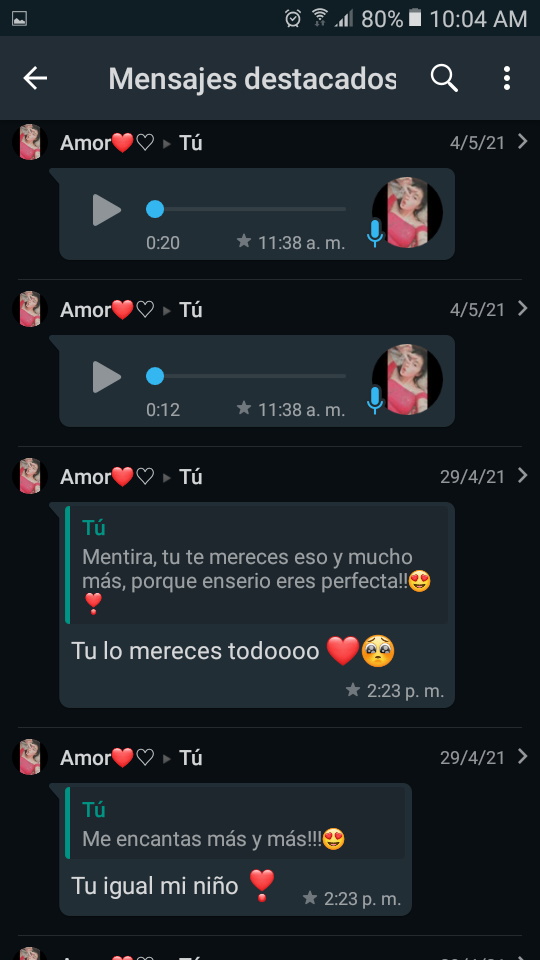 80% 10:04 AM
Mensajes destacados
Amor❤️♡ ▸ Tú 4/5/21
0:20 ★ 11:38 a. m.
Amor❤️♡ ▸ Tú 4/5/21
0:12 ★ 11:38 a. m.
Amor❤️♡ ▸ Tú 29/4/21
Tú
Mentira, tu te mereces eso y mucho
más, porque enserio eres perfecta!!😍
❣️
Tu lo mereces todoooo ❤️🥺
★ 2:23 p. m.
Amor❤️♡ ▸ Tú 29/4/21
Tú
Me encantas más y más!!!😍
Tu igual mi niño ❣️ ★ 2:23 p. m.
Amor❤️♡ ▸ Tú